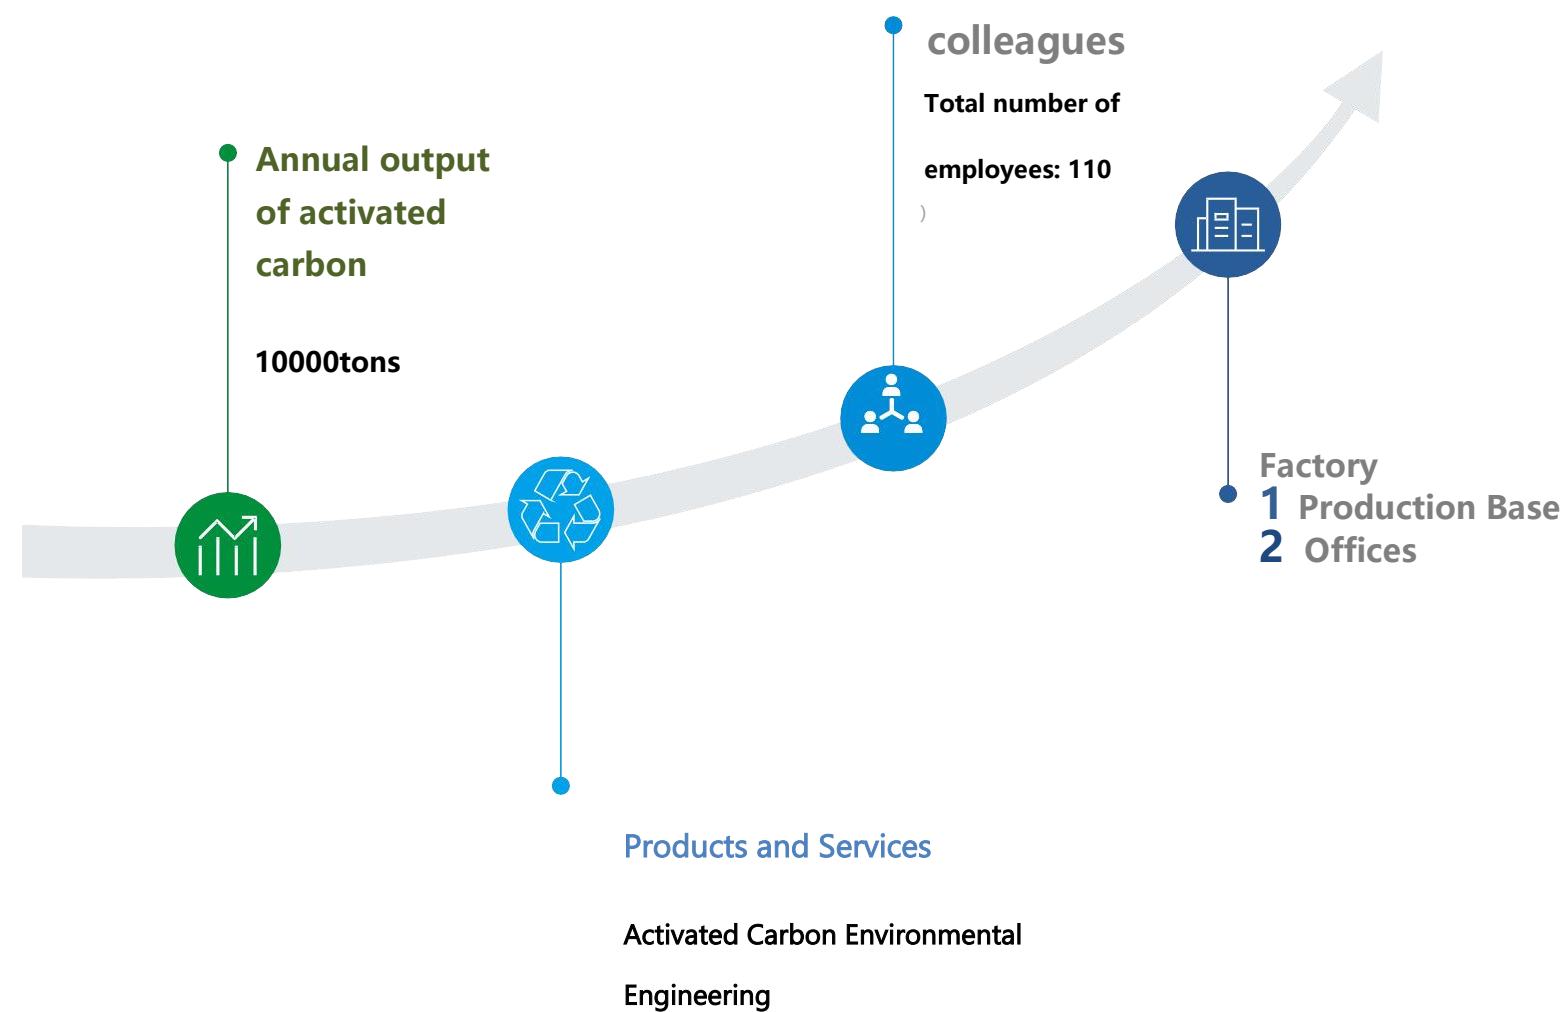 colleagues
Total number of
employees: 110
)
Annual output
of activated
carbon
10000tons
Factory
1 Production Base
2 Offices
Products and Services
Activated Carbon Environmental
Engineering